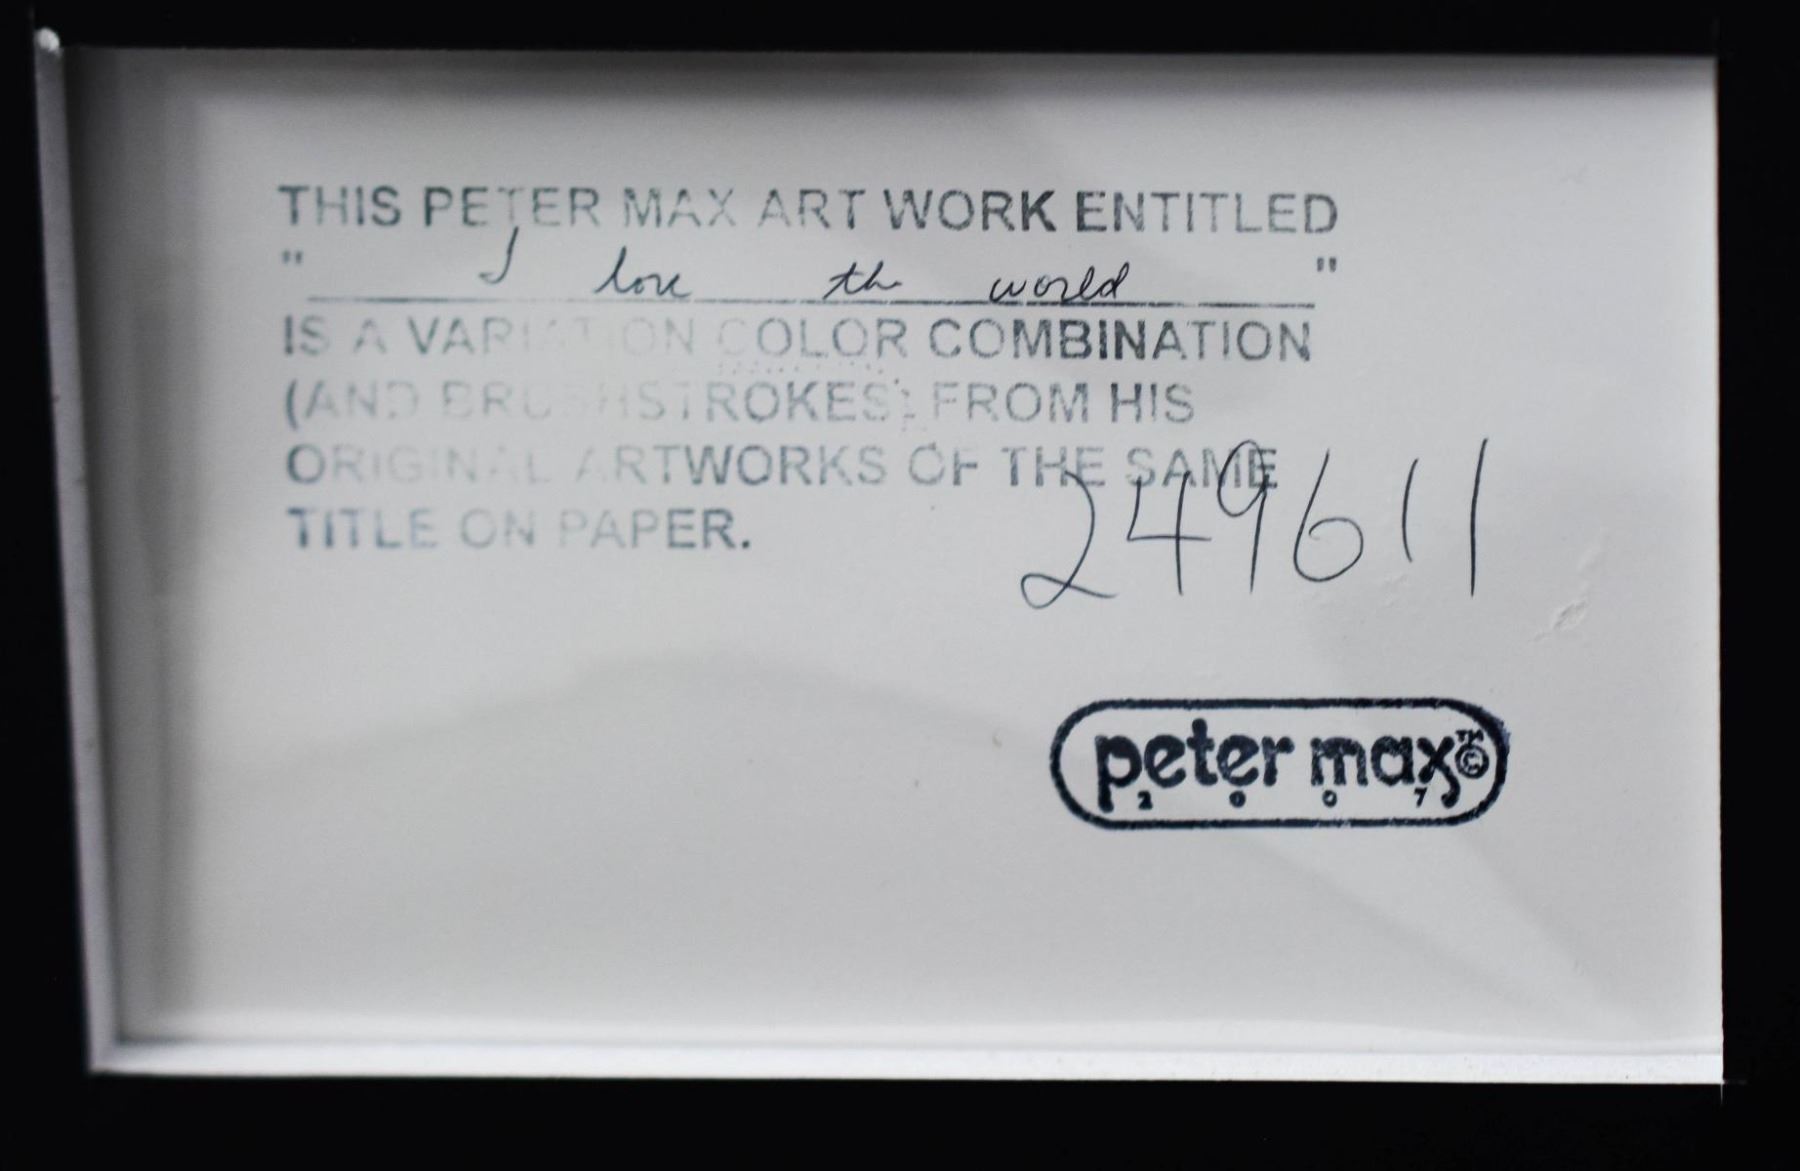 THIS PETER MAX ART WORK ENTITLED
" I love the world "
IS A VARIATION COLOR COMBINATION
(AND BRUSHSTROKES) FROM HIS
ORIGINAL ARTWORKS OF THE SAME
TITLE ON PAPER.
249611
peter max ™ ©
2007